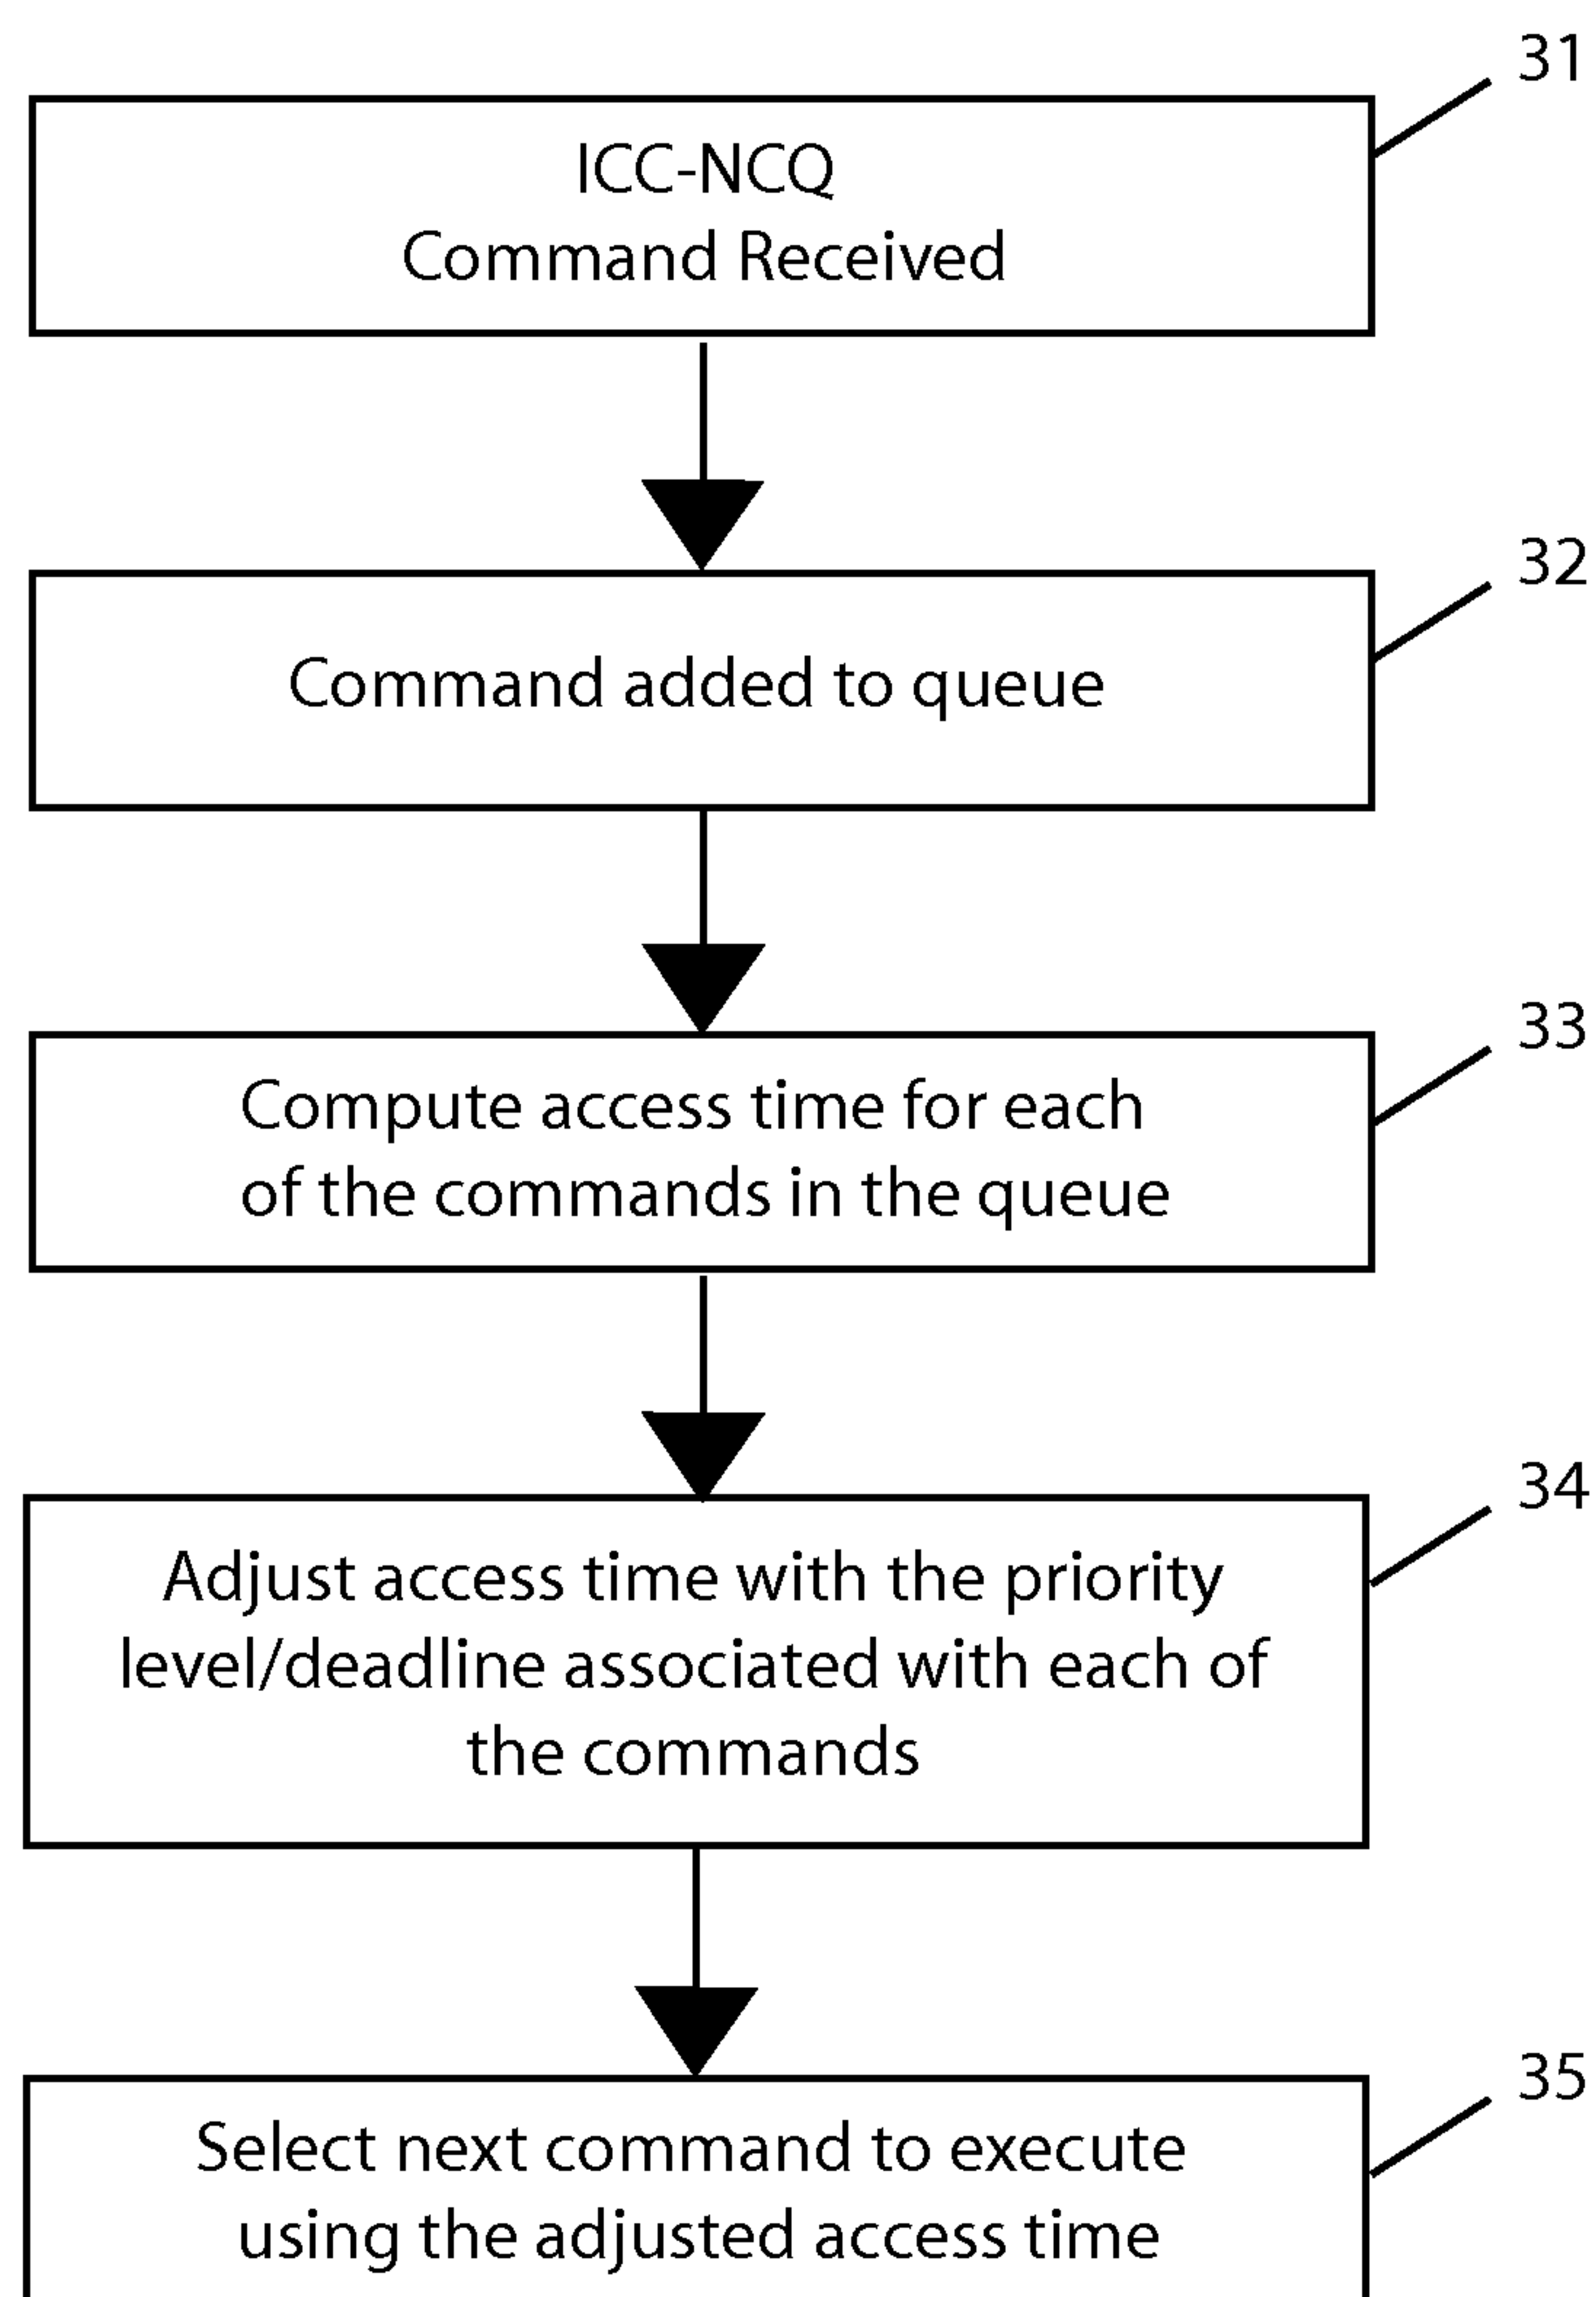 31
ICC-NCQ
Command Received
32
Command added to queue
33
Compute access time for each
of the commands in the queue
34
Adjust access time with the priority
level/deadline associated with each of
the commands
35
Select next command to execute
using the adjusted access time